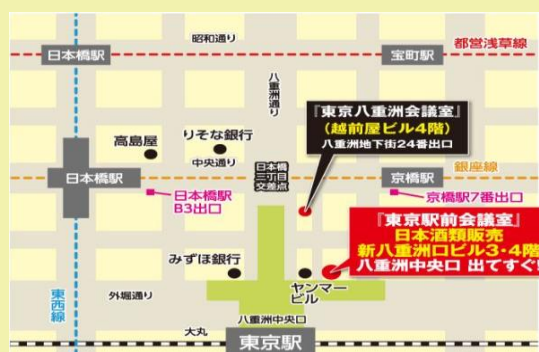 昭和通り
都営浅草線
日本橋駅
宝町駅
八重洲通り
『東京八重洲会議室』
(越前屋ビル4階)
八重洲地下街24番出口
高島屋
りそな銀行
中央通り
日本橋
三丁目
交差点
銀座線
日本橋駅
京橋駅
日本橋駅
B3出口
京橋駅7番出口
『東京駅前会議室』
日本酒類販売
新八重洲口ビル3・4階
八重洲中央口 出てすぐ!
みずほ銀行
ヤンマー
ビル
東西線
外堀通り
八重洲中央口
大丸
東京駅